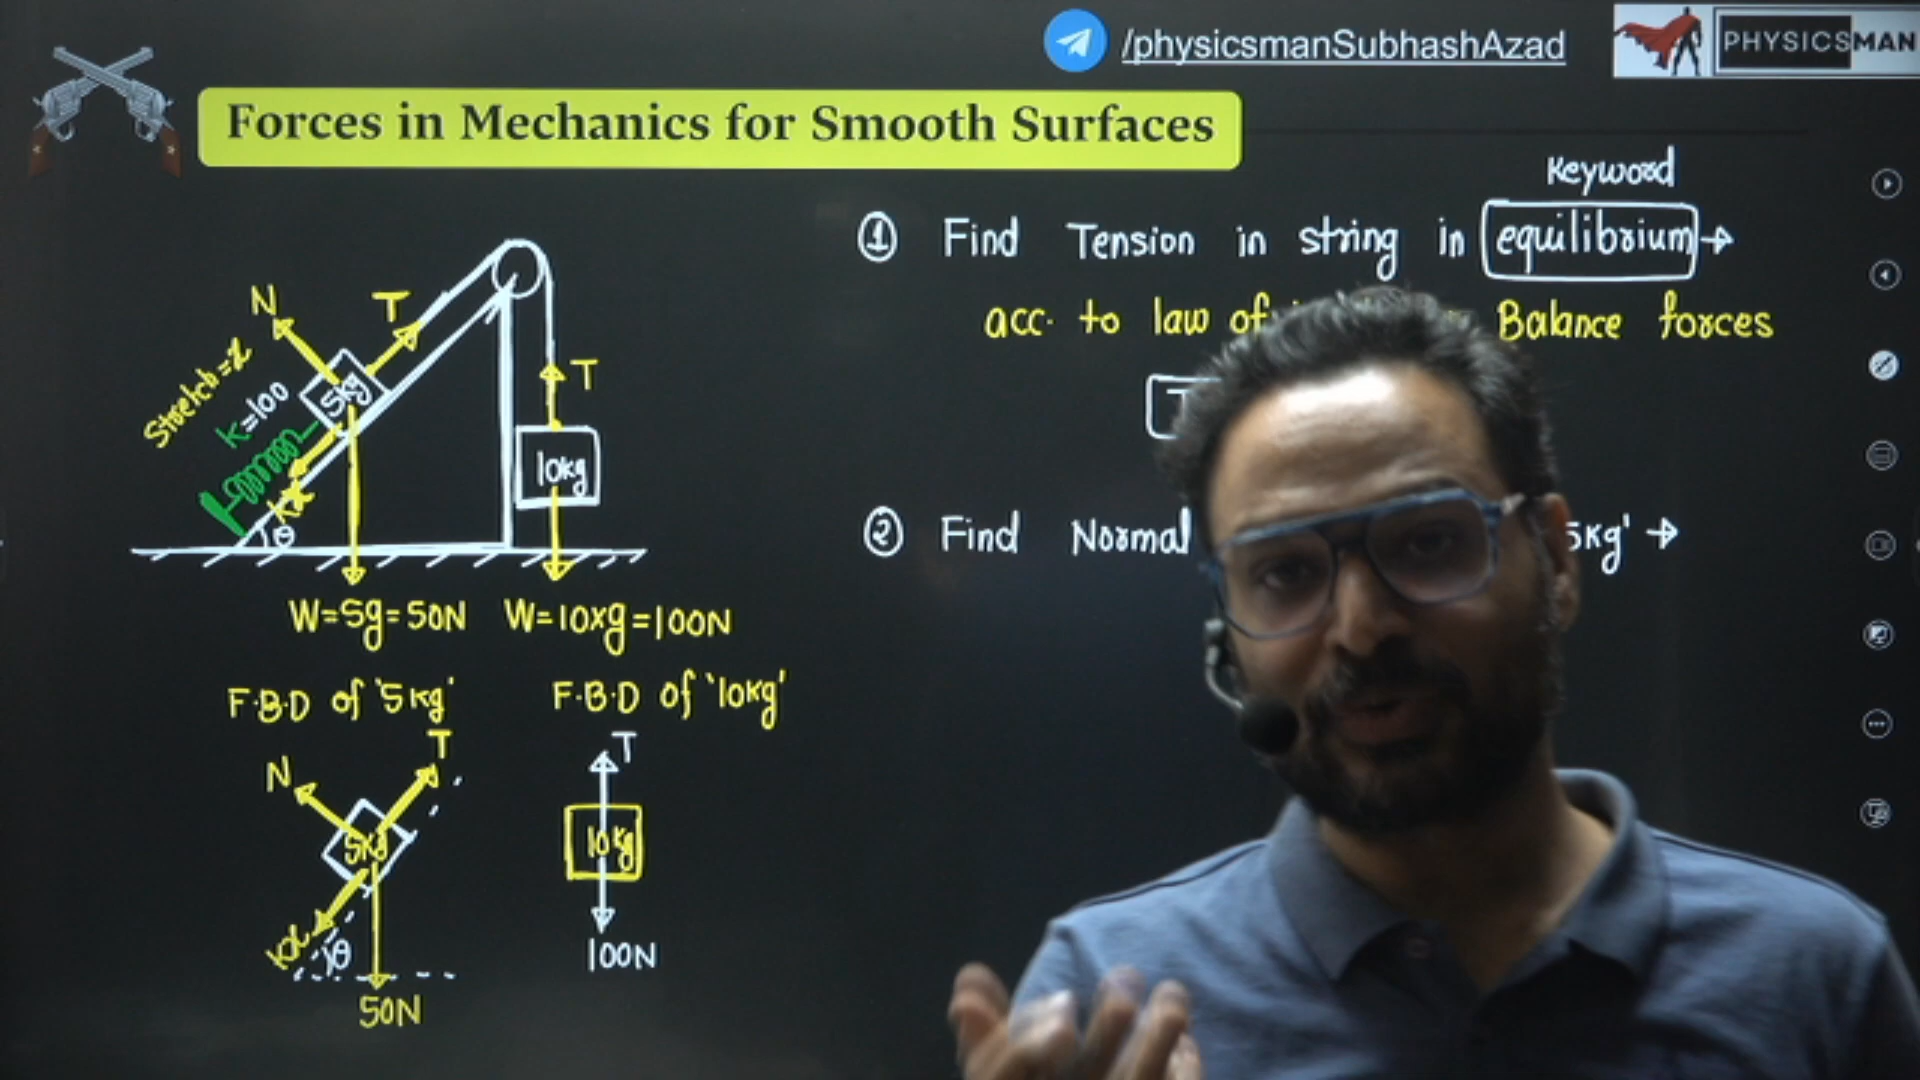 /physicsmanSubhashAzad
PHYSICSMAN
Forces in Mechanics for Smooth Surfaces
Keyword
① Find Tension in string in equilibrium →
acc. to law of Balance forces
② Find Normal 5kg' →
N
T
Stretch = x
K=100
5kg
T
10kg
Kx
θ
W=5g=50N
W=10xg=100N
F.B.D of '5kg'
F.B.D of '10kg'
N
T
5kg
Kx
θ
50N
T
10kg
100N